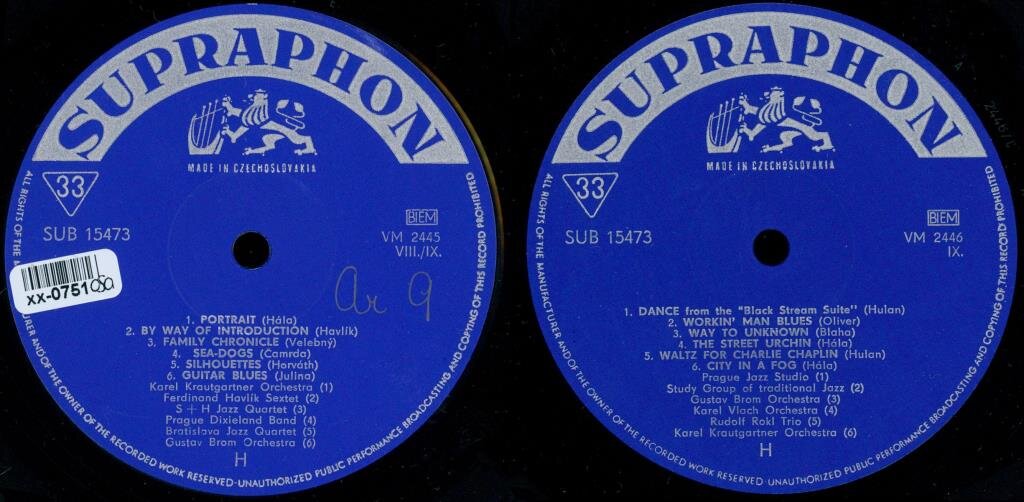 SUPRAPHON
MADE IN CZECHOSLOVAKIA
33
BIEM
SUB 15473
VM 2445
VIII./IX.
xx-0751
Ar 9
1. PORTRAIT (Hála)
2. BY WAY OF INTRODUCTION (Havlík)
3. FAMILY CHRONICLE (Velebný)
4. SEA-DOGS (Camrda)
5. SILHOUETTES (Horváth)
6. GUITAR BLUES (Julina)
Karel Krautgartner Orchestra (1)
Ferdinand Havlík Sextet (2)
S+H Jazz Quartet (3)
Prague Dixieland Band (4)
Bratislava Jazz Quartet (5)
Gustav Brom Orchestra (6)
H
ALL RIGHTS OF THE URER AND OF THE OWNER OF THE RECORDED WORK RESERVED·UNAUTHORIZED PUBLIC PERFORMANCE BROADCASTING AND COPYING OF THIS RECORD PROHIBITED
SUPRAPHON
MADE IN CZECHOSLOVAKIA
33
BIEM
SUB 15473
VM 2446
IX.
1. DANCE from the "Black Stream Suite" (Hulan)
2. WORKIN' MAN BLUES (Oliver)
3. WAY TO UNKNOWN (Blaha)
4. THE STREET URCHIN (Hála)
5. WALTZ FOR CHARLIE CHAPLIN (Hulan)
6. CITY IN A FOG (Hála)
Prague Jazz Studio (1)
Study Group of traditional Jazz (2)
Gustav Brom Orchestra (3)
Karel Vlach Orchestra (4)
Rudolf Rokl Trio (5)
Karel Krautgartner Orchestra (6)
H
ALL RIGHTS OF THE MANUFACTURER AND OF THE OWNER OF THE RECORDED WORK RESERVED·UNAUTHORIZED PUBLIC PERFORMANCE BROADCASTING AND COPYING OF THIS RECORD PROHIBITED